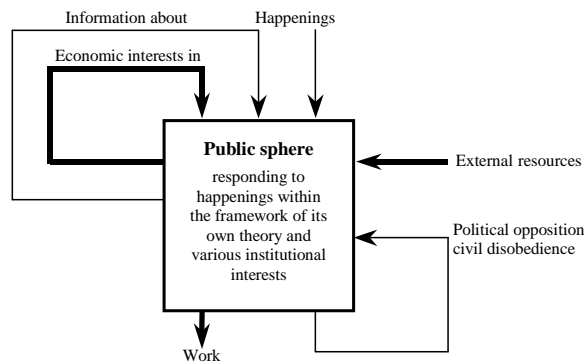 Information about
Happenings
Economic interests in
Public sphere
responding to
happenings within
the framework of its
own theory and
various institutional
interests
External resources
Political opposition
civil disobedience
Work